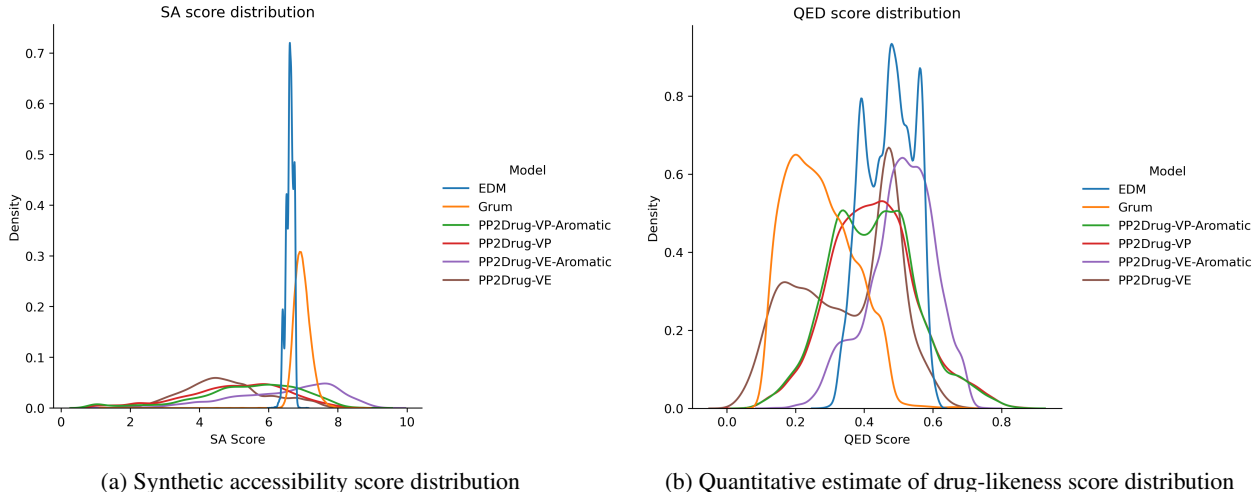 SA score distribution
0.7
0.6
0.5
0.4
0.3
0.2
0.1
0.0
Density
0
2
4
6
8
10
SA Score
Model
EDM
Grum
PP2Drug-VP-Aromatic
PP2Drug-VP
PP2Drug-VE-Aromatic
PP2Drug-VE
(a) Synthetic accessibility score distribution
QED score distribution
0.8
0.6
0.4
0.2
0.0
Density
0.0
0.2
0.4
0.6
0.8
QED Score
Model
EDM
Grum
PP2Drug-VP-Aromatic
PP2Drug-VP
PP2Drug-VE-Aromatic
PP2Drug-VE
(b) Quantitative estimate of drug-likeness score distribution